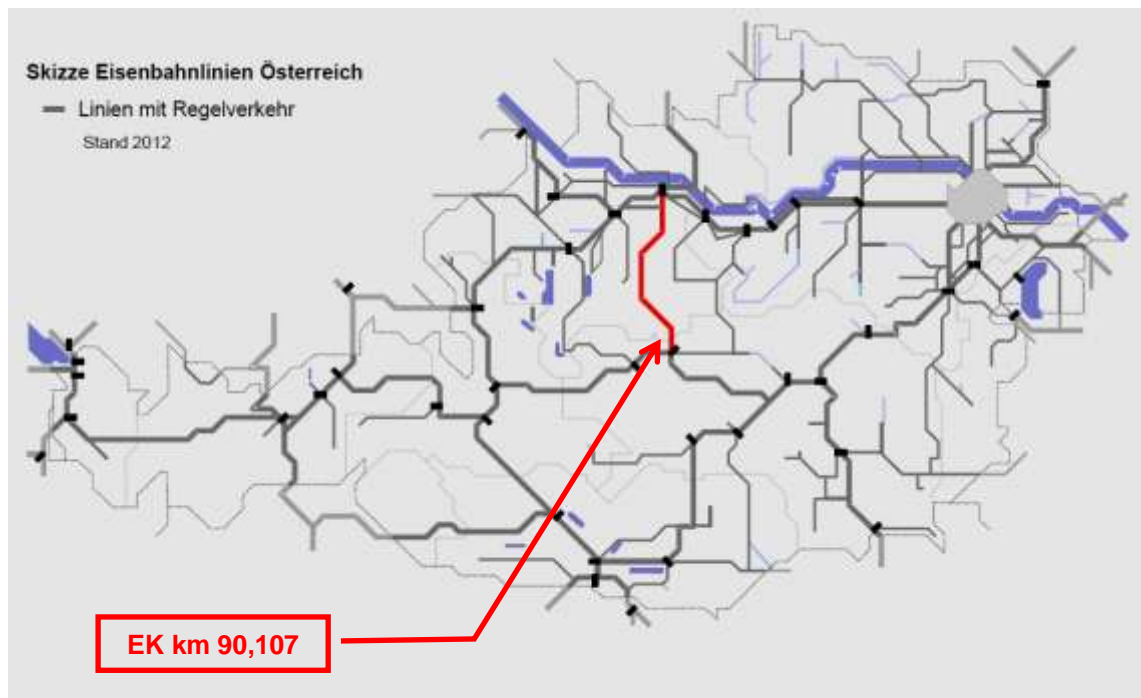 Skizze Eisenbahnlinien Österreich
Linien mit Regelverkehr
Stand 2012
EK km 90,107